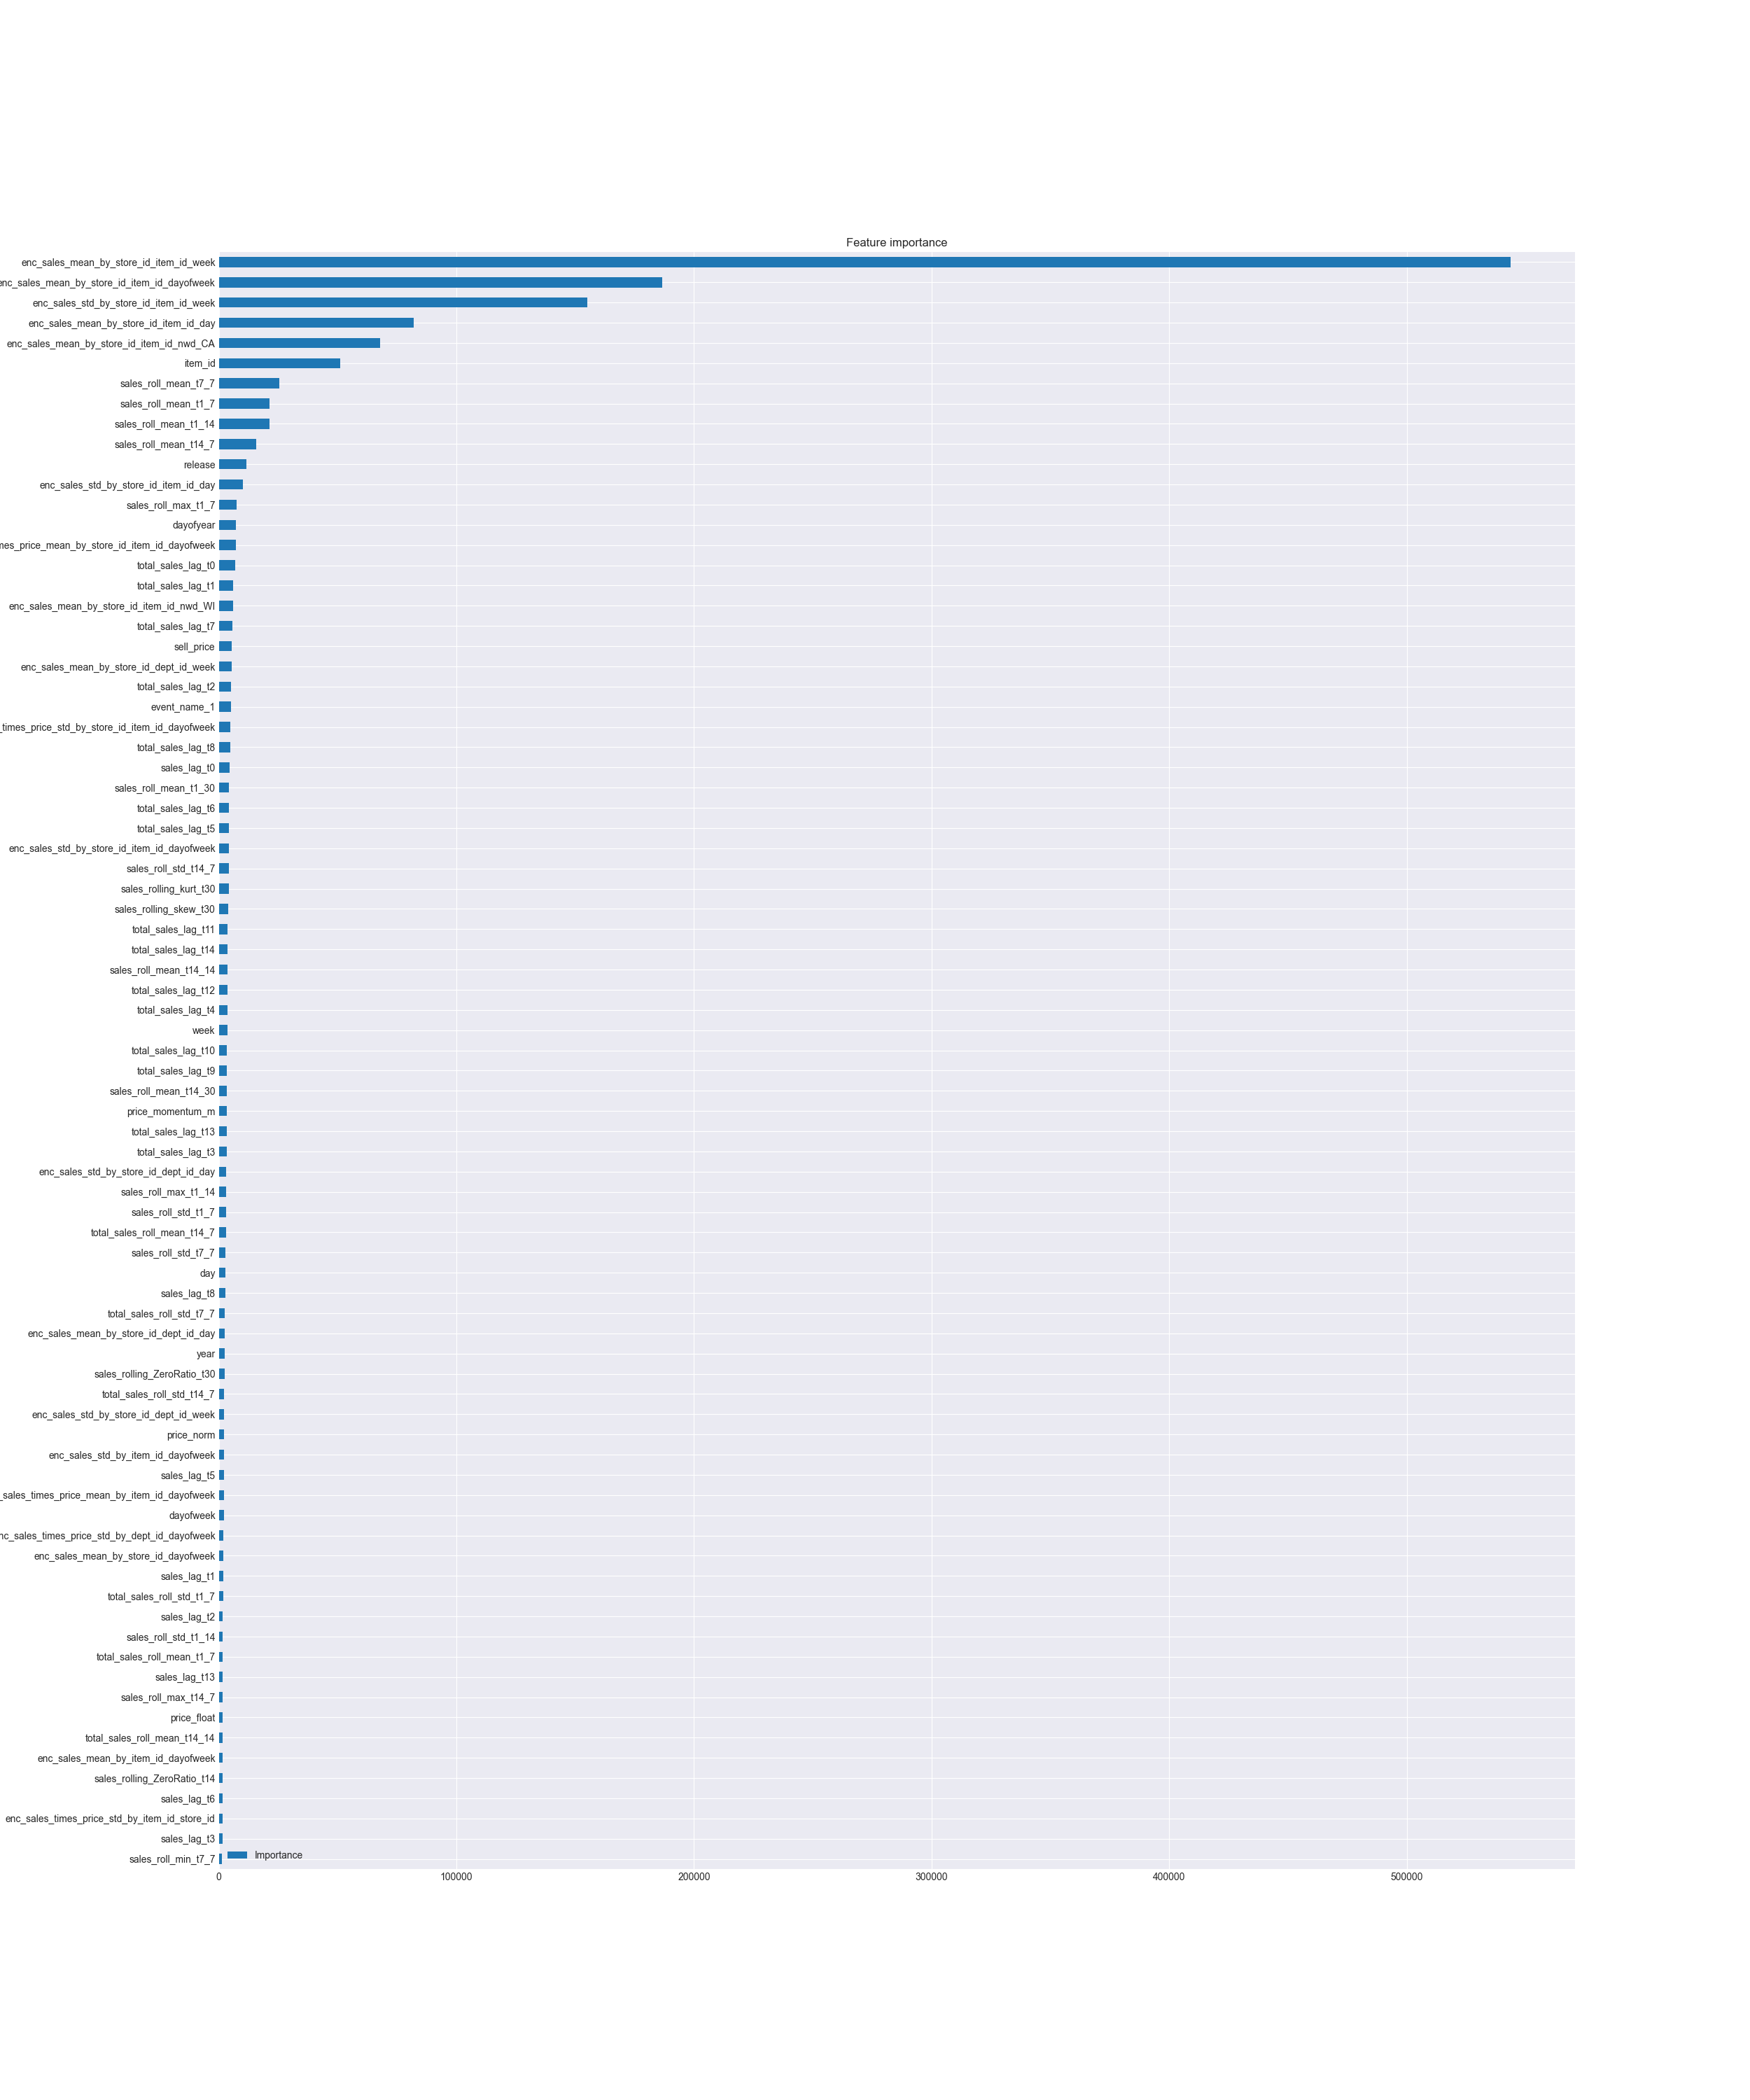 Feature importance
enc_sales_mean_by_store_id_item_id_week
enc_sales_mean_by_store_id_item_id_dayofweek
enc_sales_std_by_store_id_item_id_week
enc_sales_mean_by_store_id_item_id_day
enc_sales_mean_by_store_id_item_id_nwd_CA
item_id
sales_roll_mean_t7_7
sales_roll_mean_t1_7
sales_roll_mean_t1_14
sales_roll_mean_t14_7
release
enc_sales_std_by_store_id_item_id_day
sales_roll_max_t1_7
dayofyear
mes_price_mean_by_store_id_item_id_dayofweek
total_sales_lag_t0
total_sales_lag_t1
enc_sales_mean_by_store_id_item_id_nwd_WI
total_sales_lag_t7
sell_price
enc_sales_mean_by_store_id_dept_id_week
total_sales_lag_t2
event_name_1
_times_price_std_by_store_id_item_id_dayofweek
total_sales_lag_t8
sales_lag_t0
sales_roll_mean_t1_30
total_sales_lag_t6
total_sales_lag_t5
enc_sales_std_by_store_id_item_id_dayofweek
sales_roll_std_t14_7
sales_rolling_kurt_t30
sales_rolling_skew_t30
total_sales_lag_t11
total_sales_lag_t14
sales_roll_mean_t14_14
total_sales_lag_t12
total_sales_lag_t4
week
total_sales_lag_t10
total_sales_lag_t9
sales_roll_mean_t14_30
price_momentum_m
total_sales_lag_t13
total_sales_lag_t3
enc_sales_std_by_store_id_dept_id_day
sales_roll_max_t1_14
sales_roll_std_t1_7
total_sales_roll_mean_t14_7
sales_roll_std_t7_7
day
sales_lag_t8
total_sales_roll_std_t7_7
enc_sales_mean_by_store_id_dept_id_day
year
sales_rolling_ZeroRatio_t30
total_sales_roll_std_t14_7
enc_sales_std_by_store_id_dept_id_week
price_norm
enc_sales_std_by_item_id_dayofweek
sales_lag_t5
_sales_times_price_mean_by_item_id_dayofweek
dayofweek
nc_sales_times_price_std_by_dept_id_dayofweek
enc_sales_mean_by_store_id_dayofweek
sales_lag_t1
total_sales_roll_std_t1_7
sales_lag_t2
sales_roll_std_t1_14
total_sales_roll_mean_t1_7
sales_lag_t13
sales_roll_max_t14_7
price_float
total_sales_roll_mean_t14_14
enc_sales_mean_by_item_id_dayofweek
sales_rolling_ZeroRatio_t14
sales_lag_t6
enc_sales_times_price_std_by_item_id_store_id
sales_lag_t3
sales_roll_min_t7_7
Importance
0 100000 200000 300000 400000 500000